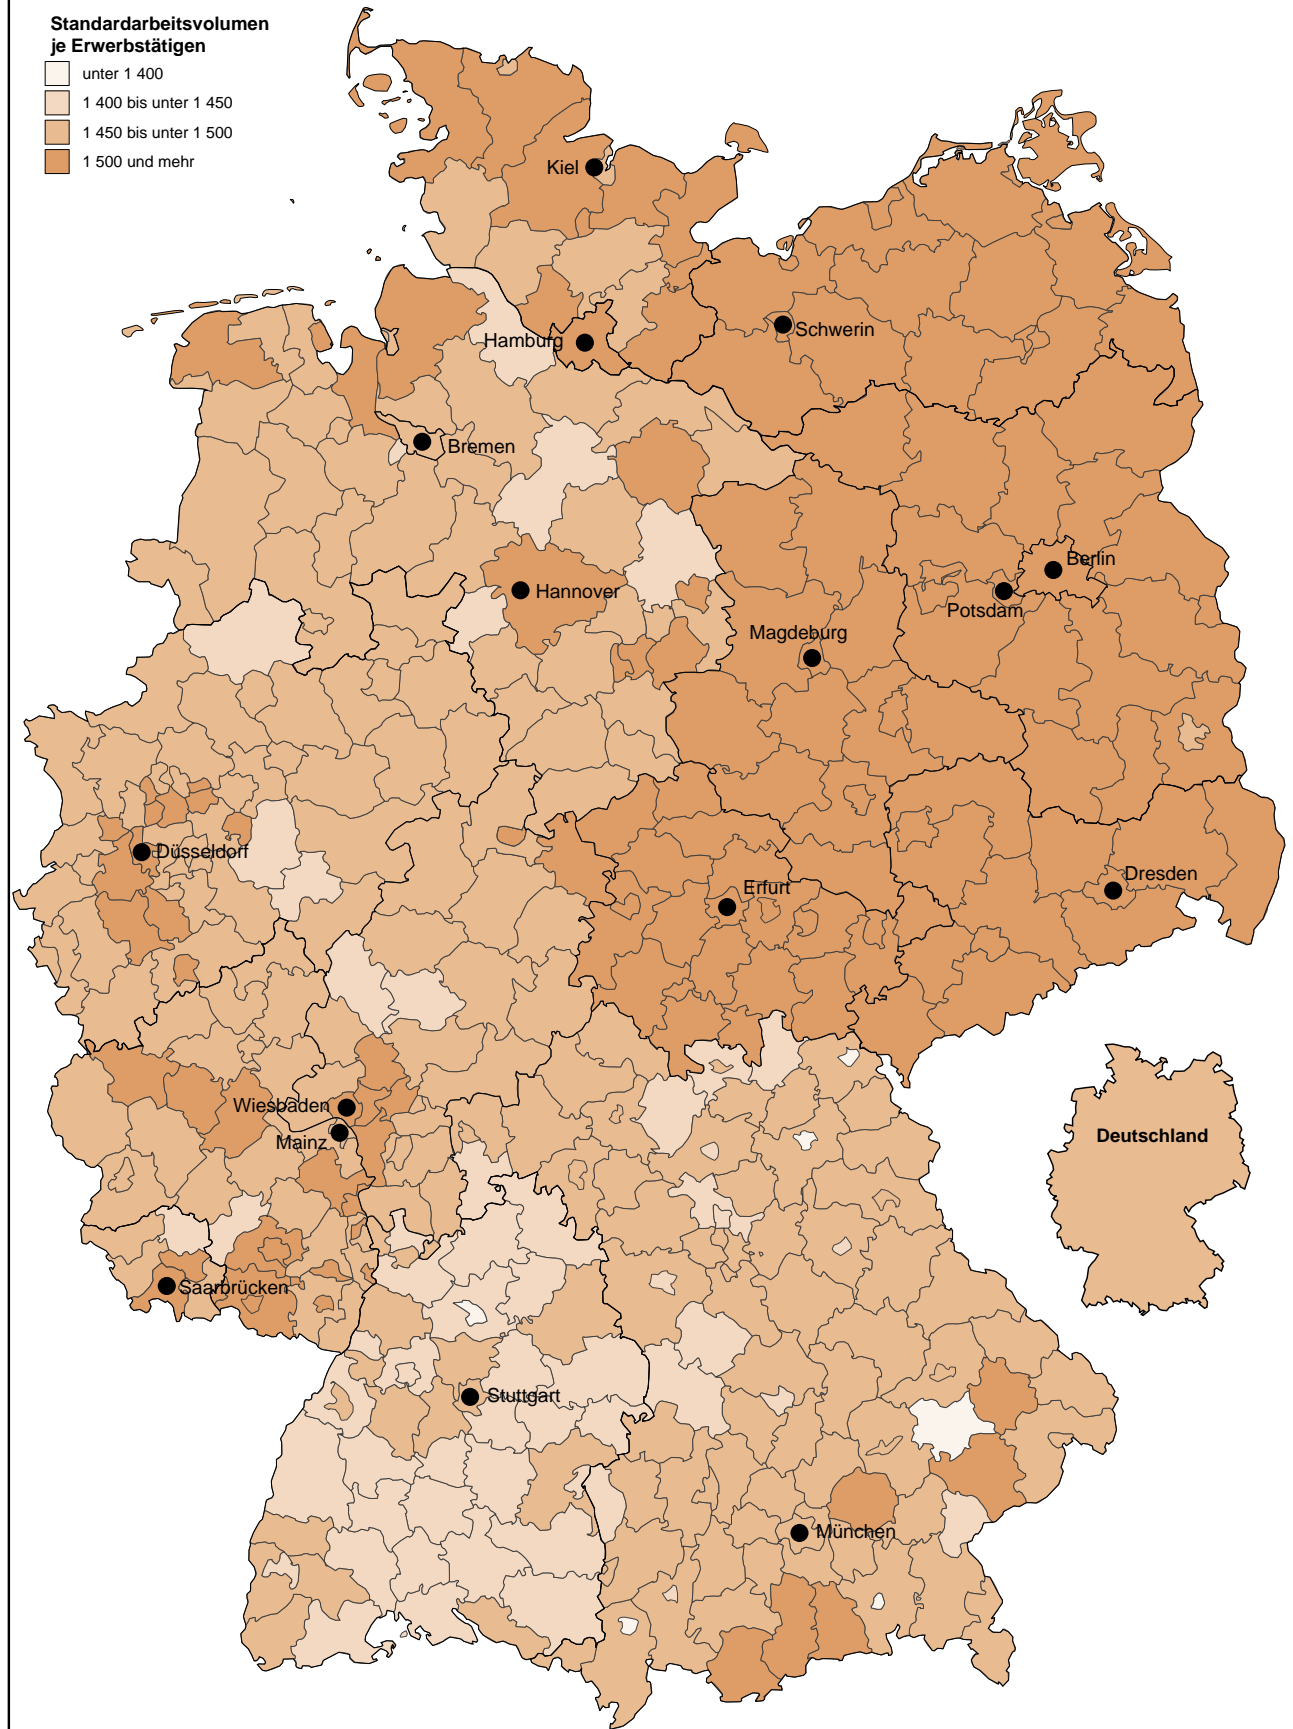 Standardarbeitsvolumen
je Erwerbstätigen
unter 1 400
1 400 bis unter 1 450
1 450 bis unter 1 500
1 500 und mehr
Kiel
Schwerin
Hamburg
Bremen
Berlin
Hannover
Potsdam
Magdeburg
Düsseldorf
Dresden
Erfurt
Wiesbaden
Deutschland
Mainz
Saarbrücken
Stuttgart
München